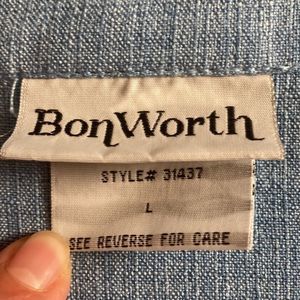 BonWorth
STYLE# 31437
L
SEE REVERSE FOR CARE